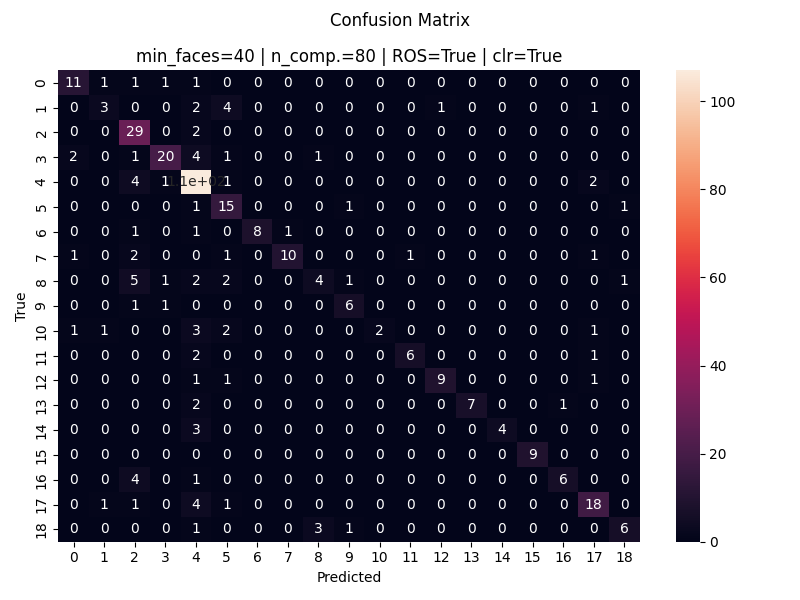 Confusion Matrix
min_faces=40 | n_comp.=80 | ROS=True | clr=True
0 11 1 1 1 1 0 0 0 0 0 0 0 0 0 0 0 0 0 0
1 0 3 0 0 2 4 0 0 0 0 0 0 1 0 0 0 0 1 0
2 0 0 29 0 2 0 0 0 0 0 0 0 0 0 0 0 0 0 0
3 2 0 1 20 4 1 0 0 1 0 0 0 0 0 0 0 0 0 0
4 0 0 4 1 1.1e+02 1 0 0 0 0 0 0 0 0 0 0 0 2 0
5 0 0 0 0 1 15 0 0 0 1 0 0 0 0 0 0 0 0 1
6 0 0 1 0 1 0 8 1 0 0 0 0 0 0 0 0 0 0 0
7 1 0 2 0 0 1 0 10 0 0 0 1 0 0 0 0 0 1 0
8 0 0 5 1 2 2 0 0 4 1 0 0 0 0 0 0 0 0 1
9 0 0 1 1 0 0 0 0 0 6 0 0 0 0 0 0 0 0 0
10 1 1 0 0 3 2 0 0 0 0 2 0 0 0 0 0 0 1 0
11 0 0 0 0 2 0 0 0 0 0 0 6 0 0 0 0 0 1 0
12 0 0 0 0 1 1 0 0 0 0 0 0 9 0 0 0 0 1 0
13 0 0 0 0 2 0 0 0 0 0 0 0 0 7 0 0 1 0 0
14 0 0 0 0 3 0 0 0 0 0 0 0 0 0 4 0 0 0 0
15 0 0 0 0 0 0 0 0 0 0 0 0 0 0 0 9 0 0 0
16 0 0 4 0 1 0 0 0 0 0 0 0 0 0 0 0 6 0 0
17 0 1 1 0 4 1 0 0 0 0 0 0 0 0 0 0 0 18 0
18 0 0 0 0 1 0 0 0 3 1 0 0 0 0 0 0 0 0 6
0 1 2 3 4 5 6 7 8 9 10 11 12 13 14 15 16 17 18
Predicted
True
100
80
60
40
20
0